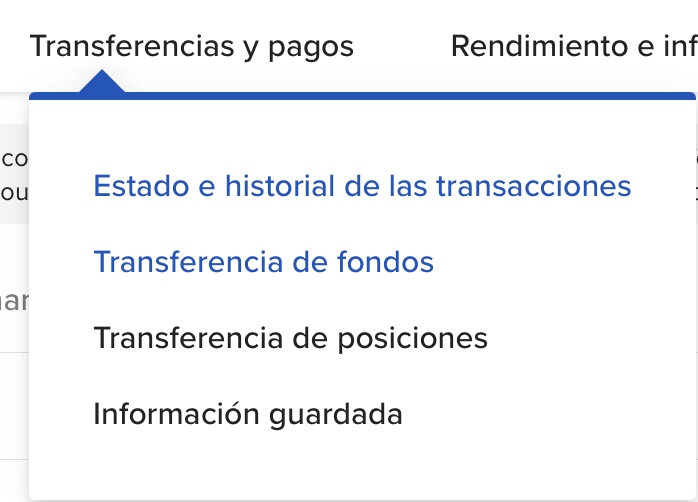 Transferencias y pagos
Rendimiento e inf
co
ou
Estado e historial de las transacciones
Transferencia de fondos
Transferencia de posiciones
Información guardada